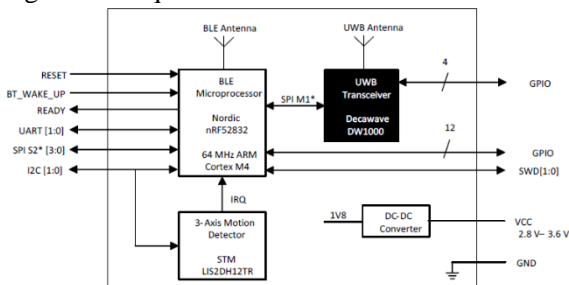 BLE Antenna
UWB Antenna
RESET
BT_WAKE_UP
READY
UART [1:0]
SPI S2* [3:0]
I2C [1:0]
BLE
Microprocessor
Nordic
nRF52832
64 MHz ARM
Cortex M4
SPI M1*
UWB
Transceiver
Decawave
DW1000
4
GPIO
12
GPIO
SWD[1:0]
IRQ
3-Axis Motion
Detector
STM
LIS2DH12TR
1V8
DC-DC
Converter
VCC
2.8 V– 3.6 V
GND